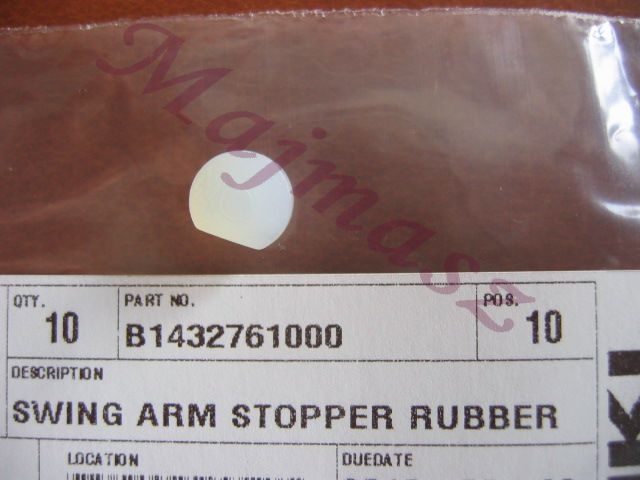 Majmasz
QTY. PART NO. POS.
10 B1432761000 10
DESCRIPTION
SWING ARM STOPPER RUBBER
LOCATION DUEDATE